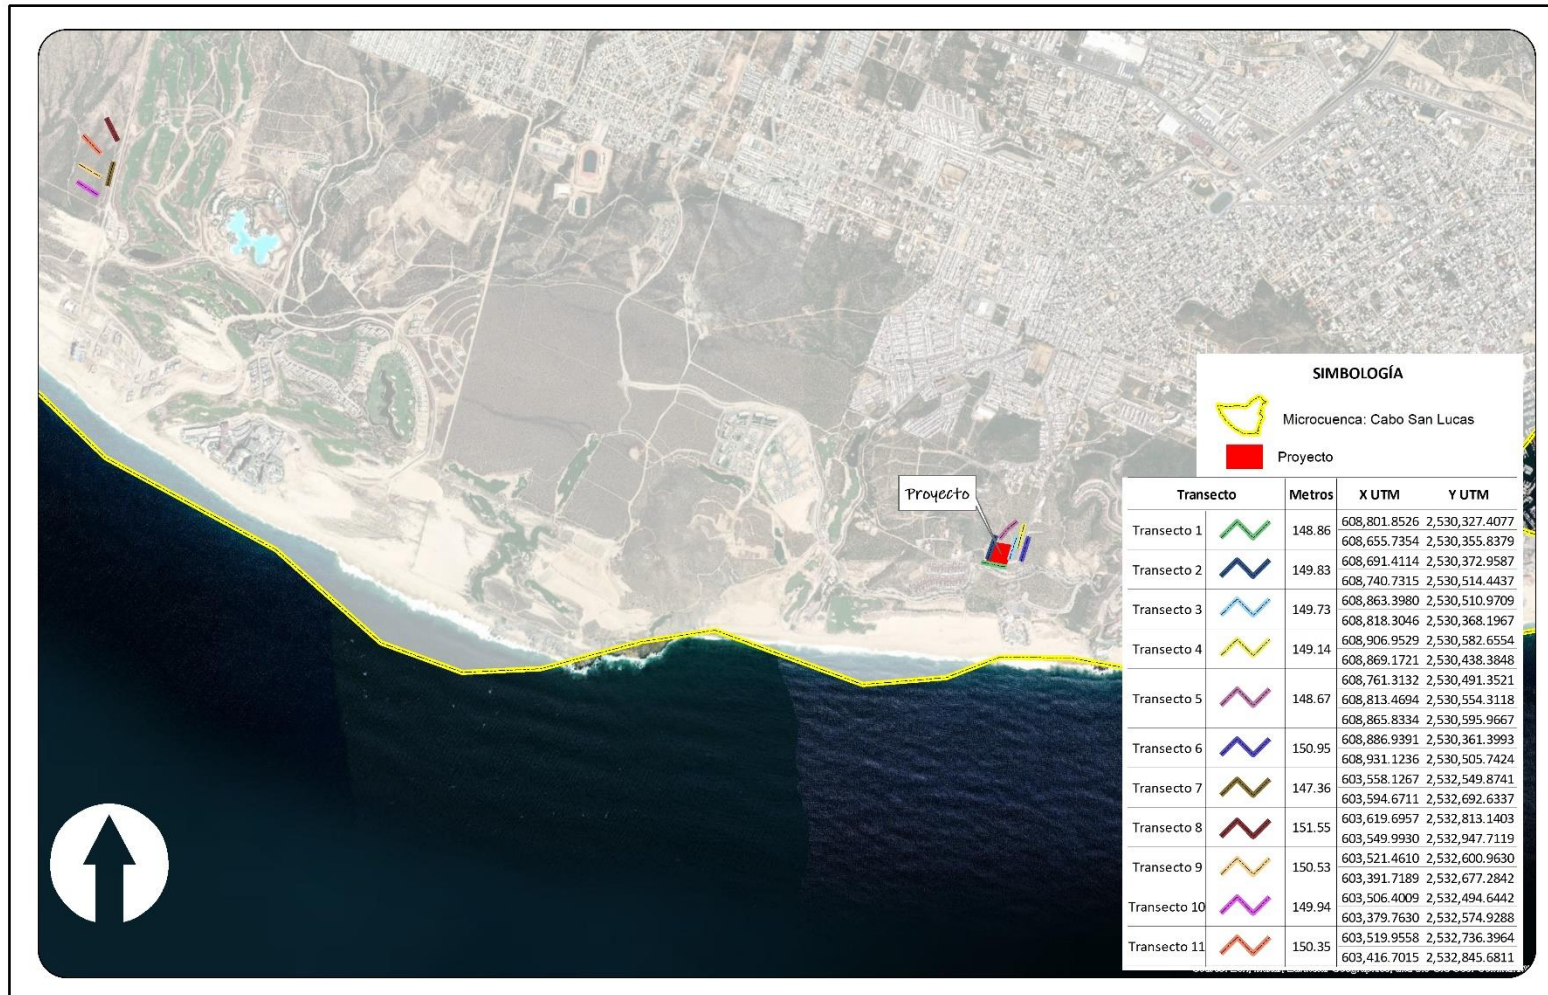 Proyecto
SIMBOLOGÍA
Microcuenca: Cabo San Lucas
Proyecto
Transecto Metros X UTM Y UTM
Transecto 1 148.86 608,801.8526 2,530,327.4077
608,655.7354 2,530,355.8379
Transecto 2 149.83 608,691.4114 2,530,372.9587
608,740.7315 2,530,514.4437
Transecto 3 149.73 608,863.3980 2,530,510.9709
608,818.3046 2,530,368.1967
Transecto 4 149.14 608,906.9529 2,530,582.6554
608,869.1721 2,530,438.3848
Transecto 5 148.67 608,761.3132 2,530,491.3521
608,813.4694 2,530,554.3118
608,865.8334 2,530,595.9667
Transecto 6 150.95 608,886.9391 2,530,361.3993
608,931.1236 2,530,505.7424
Transecto 7 147.36 603,558.1267 2,532,549.8741
603,594.6711 2,532,692.6337
Transecto 8 151.55 603,619.6957 2,532,813.1403
603,549.9930 2,532,947.7119
Transecto 9 150.53 603,521.4610 2,532,600.9630
603,391.7189 2,532,677.2842
Transecto 10 149.94 603,506.4009 2,532,494.6442
603,379.7630 2,532,574.9288
Transecto 11 150.35 603,519.9558 2,532,736.3964
603,416.7015 2,532,845.6811